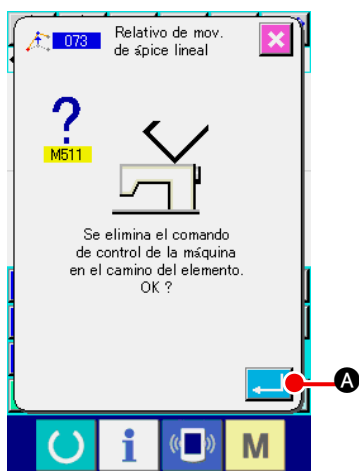 073 Relativo de mov.
de ápice lineal
?
M511
Se elimina el comando
de control de la máquina
en el camino del elemento.
OK ?
A
i
M